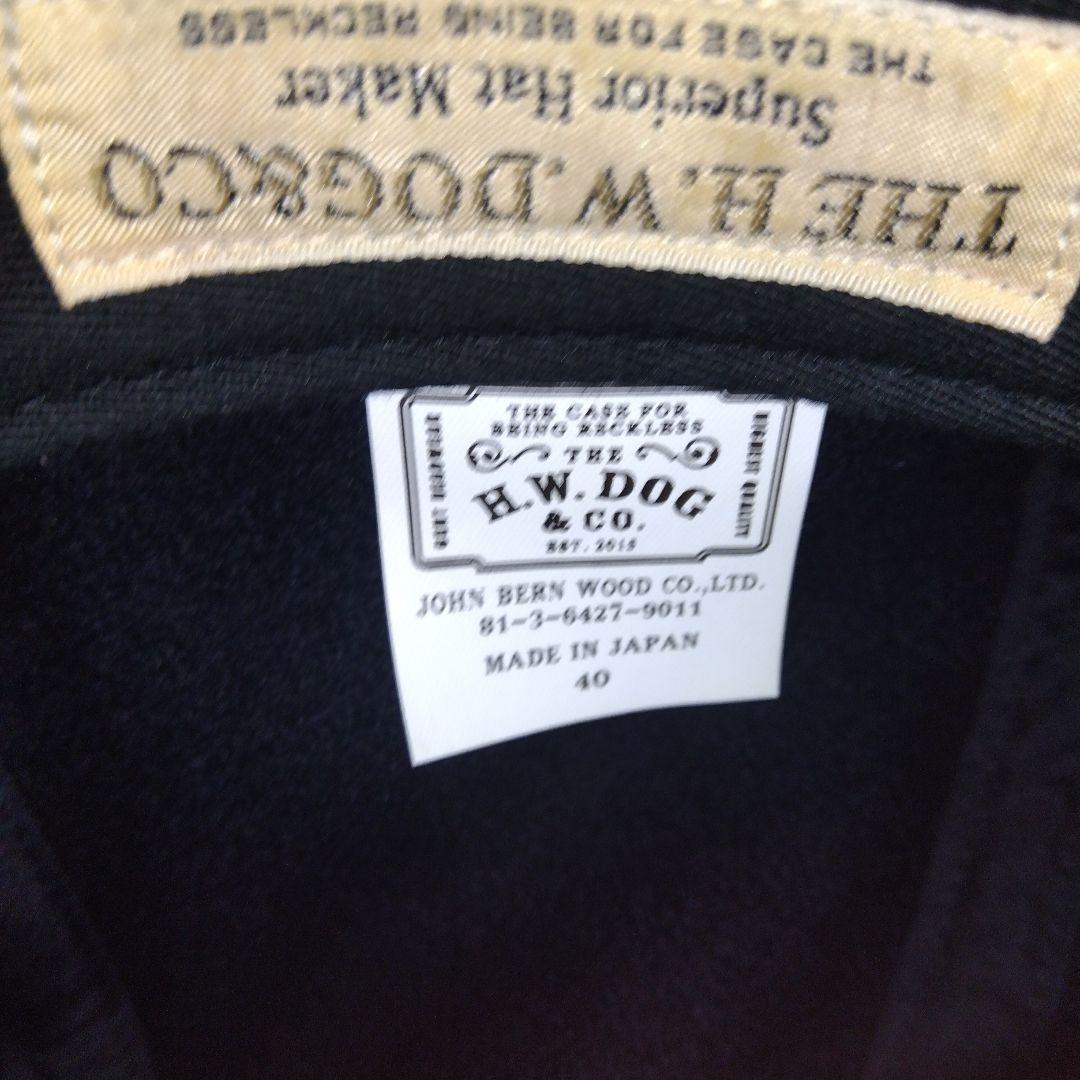 THE H.W.DOG&CO
Superior Hat Maker
THE CASE FOR BEING RECKLESS
THE CASE FOR
BEING RECKLESS
THE
H.W. DOG
& CO.
EST. 2015
HIGHEST QUALITY
JOHN BERN WOOD CO.,LTD.
81-3-6427-9011
MADE IN JAPAN
40